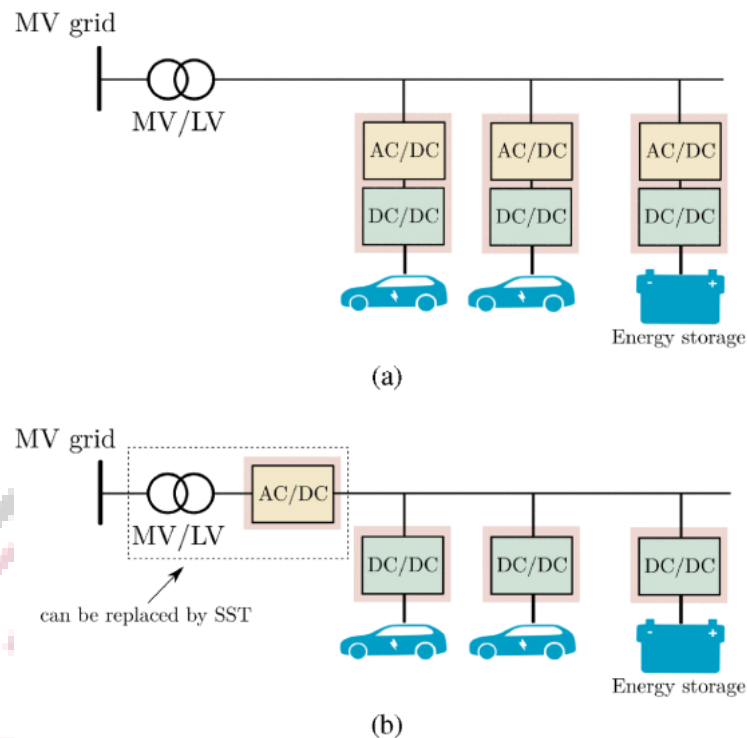 MV grid
MV/LV
AC/DC AC/DC AC/DC
DC/DC DC/DC DC/DC
- +
Energy storage
(a)
MV grid
AC/DC
MV/LV
DC/DC DC/DC DC/DC
can be replaced by SST
- +
Energy storage
(b)